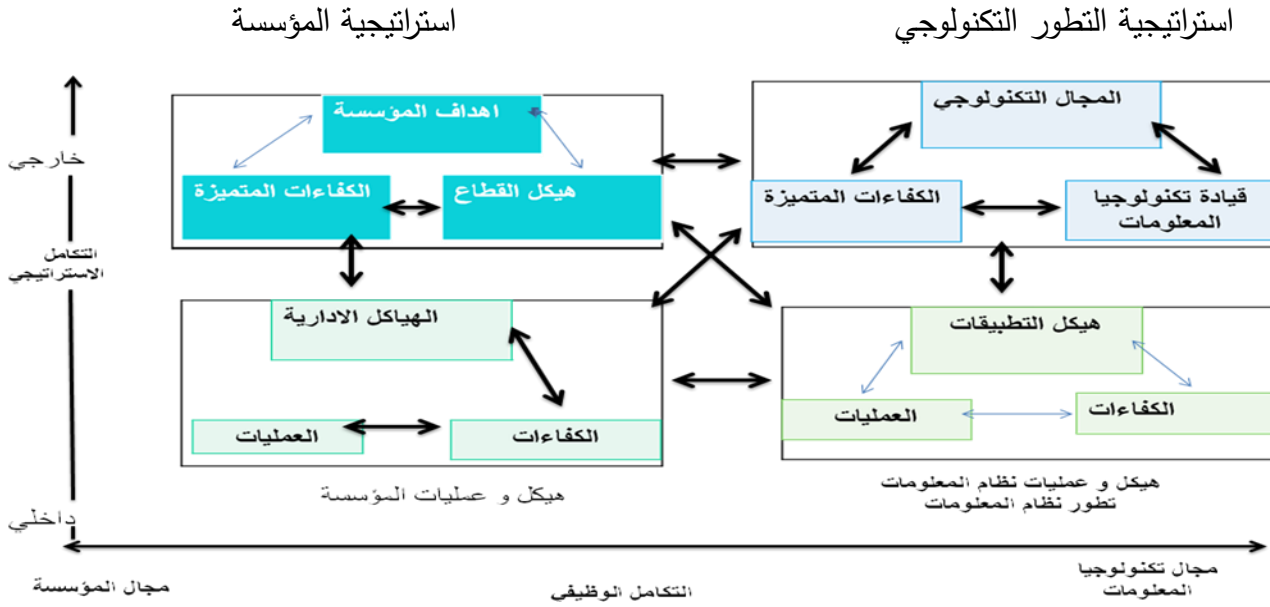 استراتيجية التطور التكنولوجي
استراتيجية المؤسسة
المجال التكنولوجي
قيادة تكنولوجيا
المعلومات
الكفاءات المتميزة
اهداف المؤسسة
هيكل القطاع
الكفاءات المتميزة
خارجي
التكامل
الاستراتيجي
داخلي
هيكل التطبيقات
الكفاءات
العمليات
هيكل و عمليات نظام المعلومات
تطور نظام المعلومات
الهياكل الادارية
الكفاءات
العمليات
هيكل و عمليات المؤسسة
مجال تكنولوجيا
المعلومات
التكامل الوظيفي
مجال المؤسسة